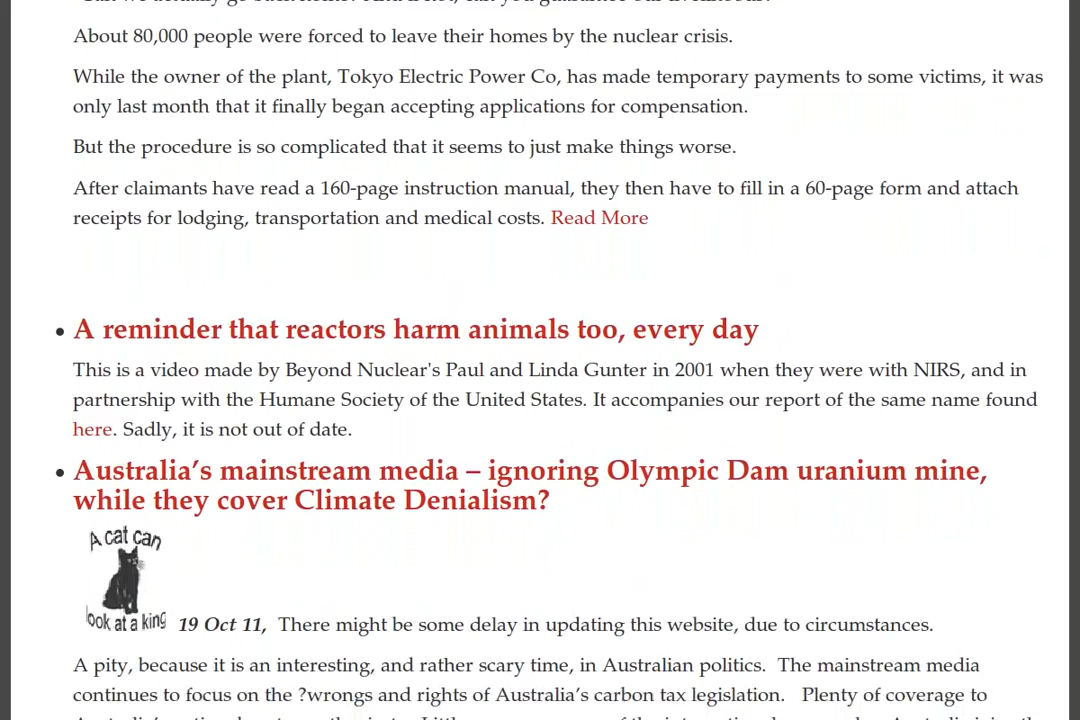 About 80,000 people were forced to leave their homes by the nuclear crisis.
While the owner of the plant, Tokyo Electric Power Co, has made temporary payments to some victims, it was
only last month that it finally began accepting applications for compensation.
But the procedure is so complicated that it seems to just make things worse.
After claimants have read a 160-page instruction manual, they then have to fill in a 60-page form and attach
receipts for lodging, transportation and medical costs. Read More
• A reminder that reactors harm animals too, every day
This is a video made by Beyond Nuclear's Paul and Linda Gunter in 2001 when they were with NIRS, and in
partnership with the Humane Society of the United States. It accompanies our report of the same name found
here. Sadly, it is not out of date.
• Australia's mainstream media – ignoring Olympic Dam uranium mine,
while they cover Climate Denialism?
A cat can
look at a king
19 Oct 11, There might be some delay in updating this website, due to circumstances.
A pity, because it is an interesting, and rather scary time, in Australian politics. The mainstream media
continues to focus on the ?wrongs and rights of Australia's carbon tax legislation. Plenty of coverage to